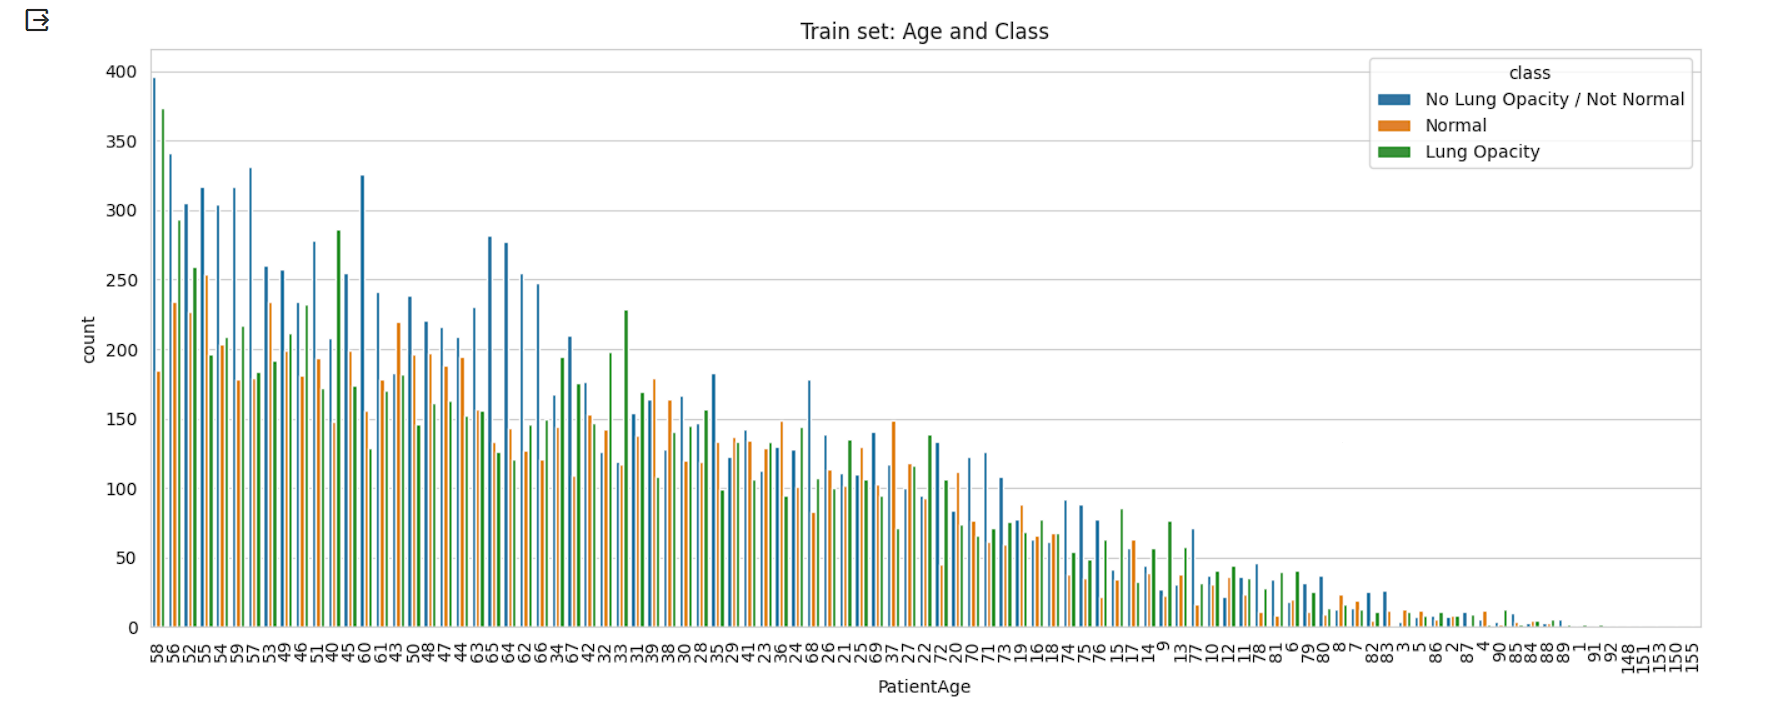 Train set: Age and Class
class
No Lung Opacity / Not Normal
Normal
Lung Opacity
400
350
300
250
200
150
100
50
0
count
58 56 52 55 54 59 57 53 49 46 51 40 45 60 61 43 50 48 47 44 63 65 64 62 66 34 67 42 32 33 31 39 38 30 28 35 29 41 23 36 24 68 26 21 25 69 37 27 22 72 20 70 71 73 19 16 18 74 75 76 15 17 14 9 13 77 10 12 11 78 81 6 79 80 8 7 82 83 3 5 86 2 87 4 90 85 84 88 89 1 91 92 148 151 153 150 155
PatientAge